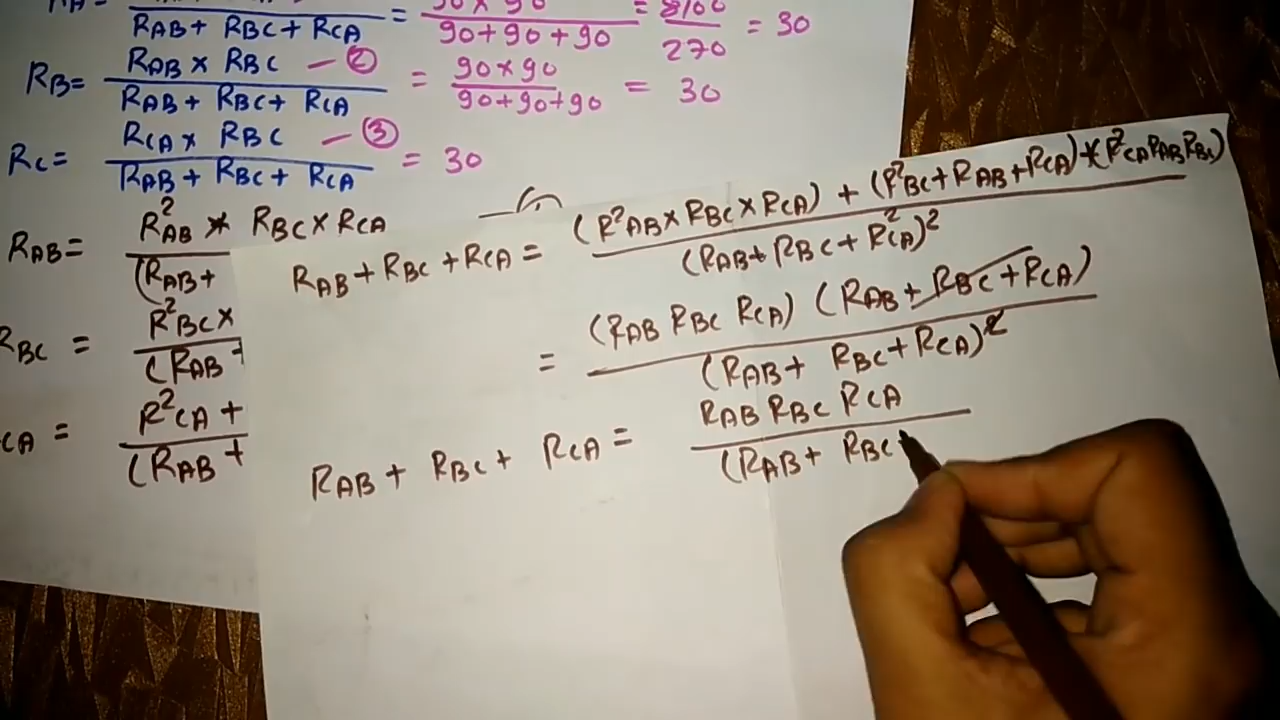 RAB + RBC + RCA = 90+90+90 = 270 = 30
RB = RAB × RBC — ② / RAB + RBC + RCA = 90×90 / 90+90+90 = 30
RC = RCA × RBC — ③ / RAB + RBC + RCA = 30
RAB = R²AB * RBC × RCA / (RAB +
RBC = R²BC × / (RAB +
CA = R²CA + / (RAB +
RAB + RBC + RCA = (R²AB × RBC × RCA) + (R²BC + RAB + RCA) + (R²CA RAB RBC) / (RAB + RBC + R²CA)²
= (RAB RBC RCA) (RAB + RBC + RCA) / (RAB + RBC + RCA)²
RAB + RBC + RCA = RAB RBC RCA / (RAB + RBC +